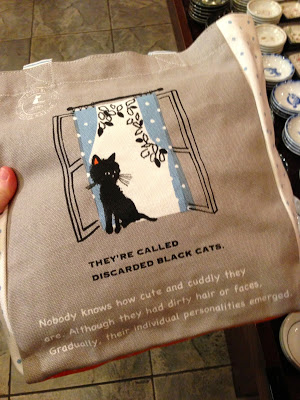 THEY'RE CALLED
DISCARDED BLACK CATS.
Nobody knows how cute and cuddly they
are. Although they had dirty hair or faces,
Gradually, their individual personalities emerged.